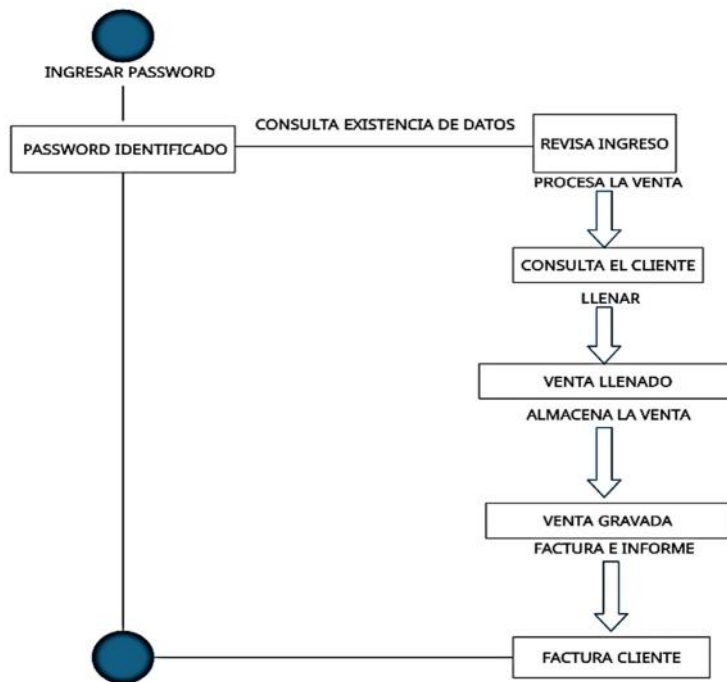 INGRESAR PASSWORD
CONSULTA EXISTENCIA DE DATOS
PASSWORD IDENTIFICADO
REVISA INGRESO
PROCESA LA VENTA
CONSULTA EL CLIENTE
LLENAR
VENTA LLENADO
ALMACENA LA VENTA
VENTA GRAVADA
FACTURA E INFORME
FACTURA CLIENTE